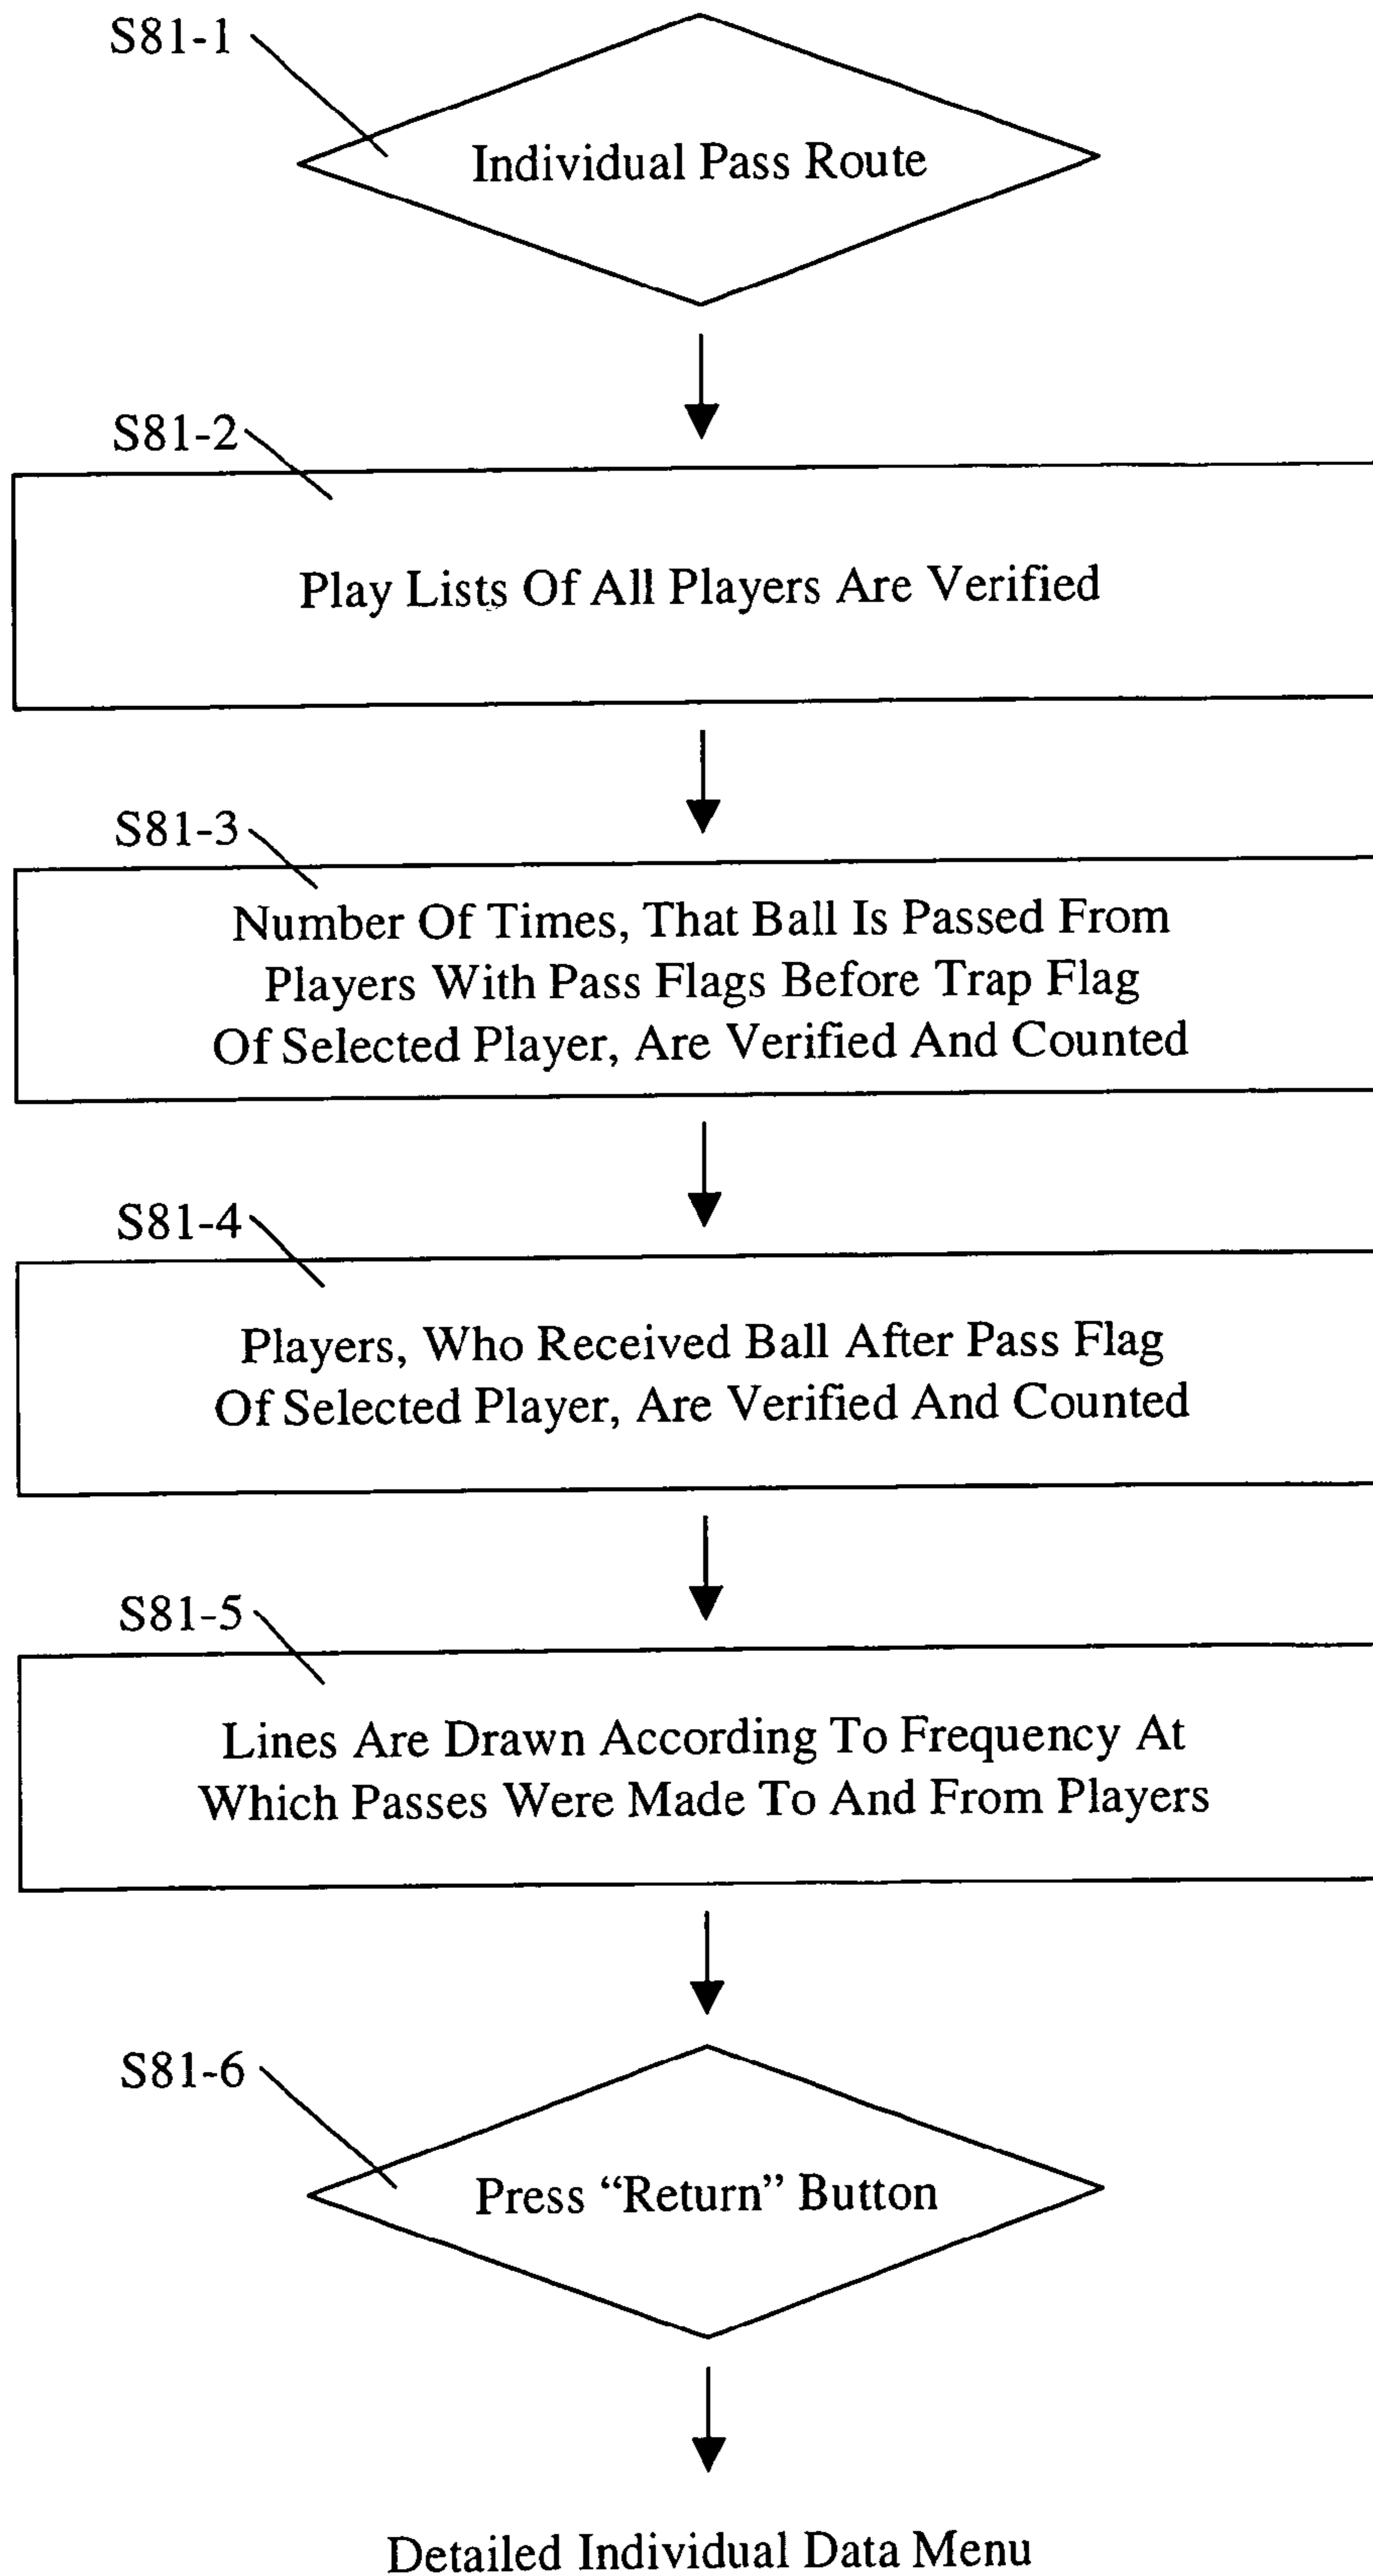 S81-1
Individual Pass Route
S81-2
Play Lists Of All Players Are Verified
S81-3
Number Of Times, That Ball Is Passed From
Players With Pass Flags Before Trap Flag
Of Selected Player, Are Verified And Counted
S81-4
Players, Who Received Ball After Pass Flag
Of Selected Player, Are Verified And Counted
S81-5
Lines Are Drawn According To Frequency At
Which Passes Were Made To And From Players
S81-6
Press “Return” Button
Detailed Individual Data Menu